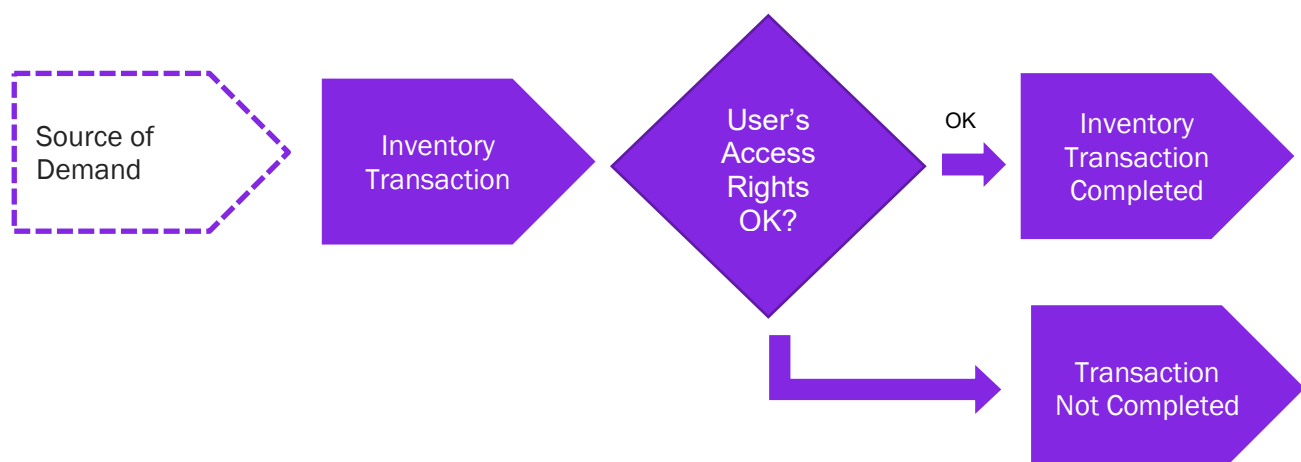 Source of
Demand
Inventory
Transaction
User's
Access
Rights
OK?
OK
Inventory
Transaction
Completed
Transaction
Not Completed